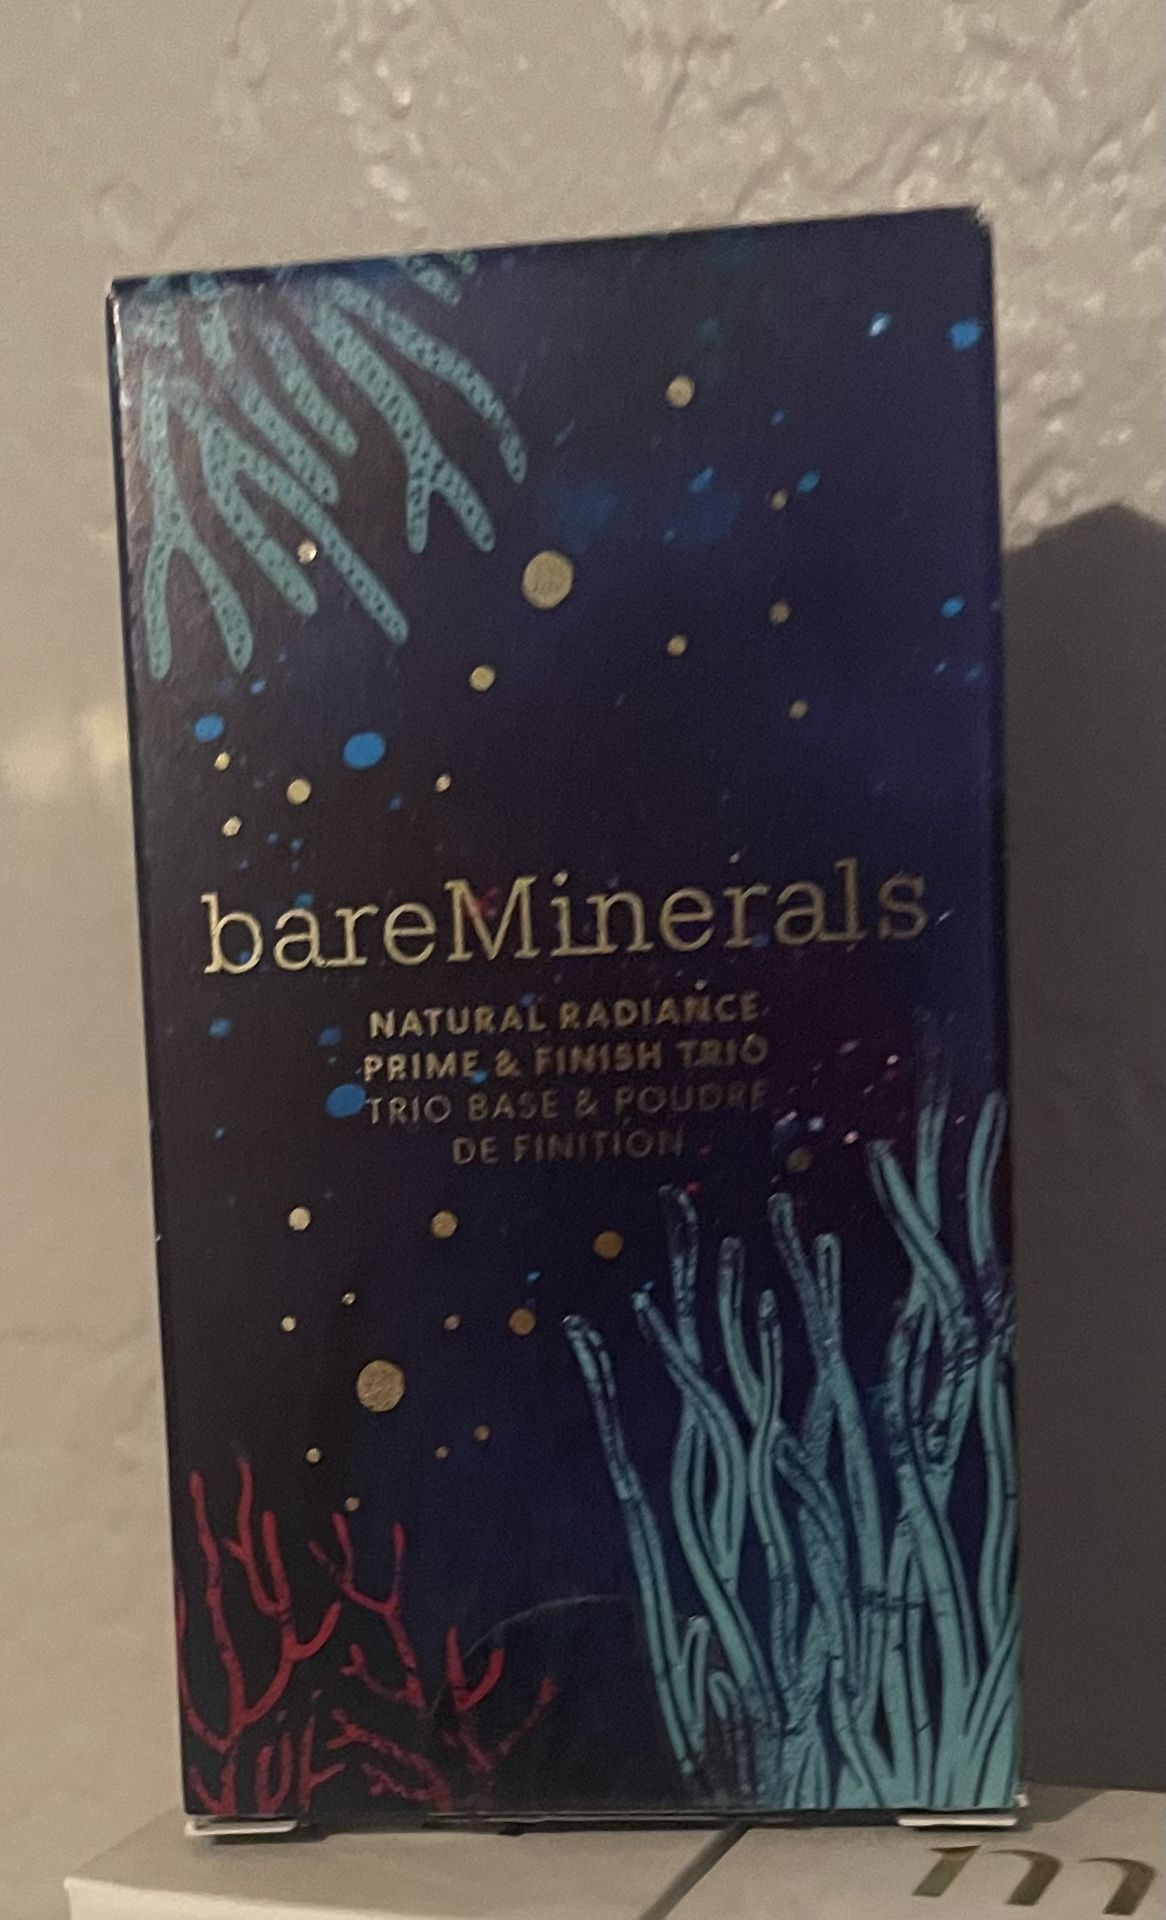 bareMinerals
NATURAL RADIANCE
PRIME & FINISH TRIO
TRIO BASE & POUDRE
DE FINITION